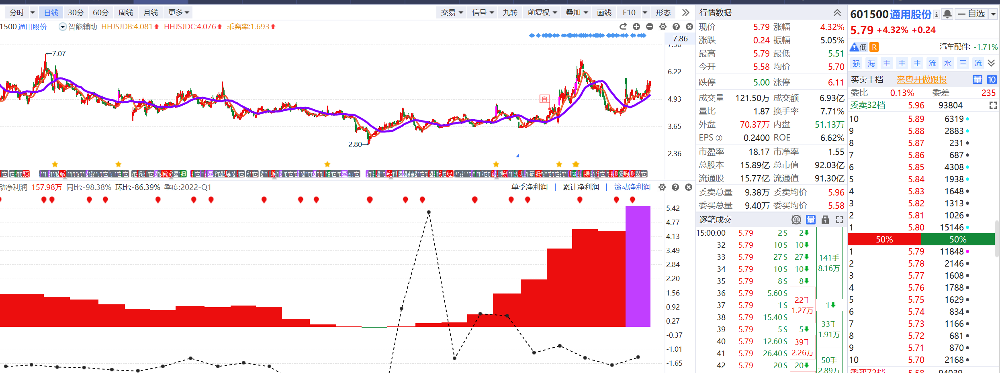 分时
日线
30分
60分
周线
月线
更多
交易
信号
九转
前复权
叠加
画线
F10
形态
1500 通用股份
智能辅助
HHJSJDB:4.081
HHJSJDC:4.076
乖离率:1.693
7.86
7.50
←7.07
6.22
自
4.93
3.65
2.80→
2.36
动净利润 157.98万 同比:-98.38% 环比:-86.39% 季度:2022-Q1
单季净利润 | 累计净利润 | 滚动净利润
5.42
4.77
4.13
3.49
2.84
2.20
1.56
0.92
0.27
-0.37
-1.01
-1.65
行情数据
现价 5.79 涨幅 4.32%
涨跌 0.24 振幅 5.05%
最高 5.79 最低 5.51
今开 5.58 均价 5.70
跌停 5.00 涨停 6.11
成交量 121.50万 成交额 6.93亿
量比 1.87 换手率 7.71%
外盘 70.37万 内盘 51.13万
EPS③ 0.2400 ROE 6.62%
市盈率 18.17 市净率 1.55
总股本 15.89亿 总市值 92.03亿
流通股 15.77亿 流通值 91.30亿
委卖总量 9.38万 委卖均价 5.96
委买总量 9.40万 委买均价 5.58
逐笔成交 单 量
15:00:00 5.79 2 S 2
32 5.79 10 S 10
33 5.79 27 S 27
34 5.79 10 S 10
35 5.79 8 S 8
36 5.79 5.60 S
37 5.79 1 S
38 5.79 15.40 S
39 5.79 5 S 5
40 5.79 12.60 S
41 5.79 26.40 S
42 5.79 20 S 20
22手
1.27万
39手
2.26万
141手
8.16万
1
33手
1.91万
50手
2.89万
601500 通用股份
自选
5.79 +4.32% +0.24
低 R 汽车配件: -1.71%
强 海 主 主 主 流 水 三 流
买卖十档 来粤开做跟投 量 10
委比 0.13% 委差 235
委卖32档 5.96 93804
10 5.89 6319
9 5.88 2883
8 5.87 231
7 5.86 687
6 5.85 4308
5 5.84 1938
4 5.83 1648
3 5.82 1313
2 5.81 1026
1 5.80 15146
50% 50%
1 5.79 11848
2 5.78 2146
3 5.77 1608
4 5.76 1788
5 5.75 1629
6 5.74 834
7 5.73 1166
8 5.72 681
9 5.71 870
10 5.70 2168
委买72档 5.58 94039